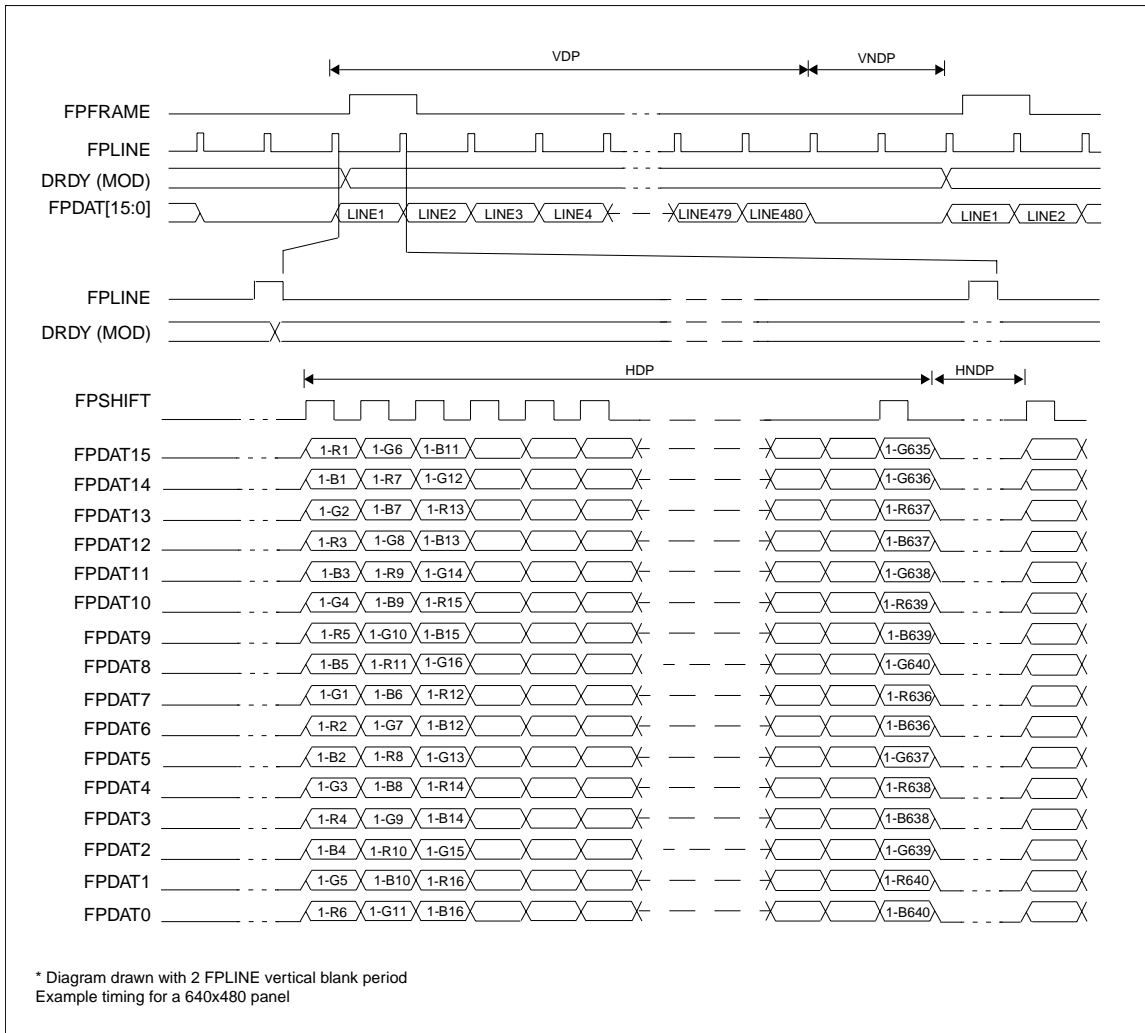 VDP VNDP
FPFRAME
FPLINE
DRDY (MOD)
FPDAT[15:0] LINE1 LINE2 LINE3 LINE4 LINE479 LINE480 LINE1 LINE2
FPLINE
DRDY (MOD)
HDP HNDP
FPSHIFT
FPDAT15 1-R1 1-G6 1-B11 1-G635
FPDAT14 1-B1 1-R7 1-G12 1-G636
FPDAT13 1-G2 1-B7 1-R13 1-R637
FPDAT12 1-R3 1-G8 1-B13 1-B637
FPDAT11 1-B3 1-R9 1-G14 1-G638
FPDAT10 1-G4 1-B9 1-R15 1-R639
FPDAT9 1-R5 1-G10 1-B15 1-B639
FPDAT8 1-B5 1-R11 1-G16 1-G640
FPDAT7 1-G1 1-B6 1-R12 1-R636
FPDAT6 1-R2 1-G7 1-B12 1-B636
FPDAT5 1-B2 1-R8 1-G13 1-G637
FPDAT4 1-G3 1-B8 1-R14 1-R638
FPDAT3 1-R4 1-G9 1-B14 1-B638
FPDAT2 1-B4 1-R10 1-G15 1-G639
FPDAT1 1-G5 1-B10 1-R16 1-R640
FPDAT0 1-R6 1-G11 1-B16 1-B640
* Diagram drawn with 2 FPLINE vertical blank period
Example timing for a 640x480 panel